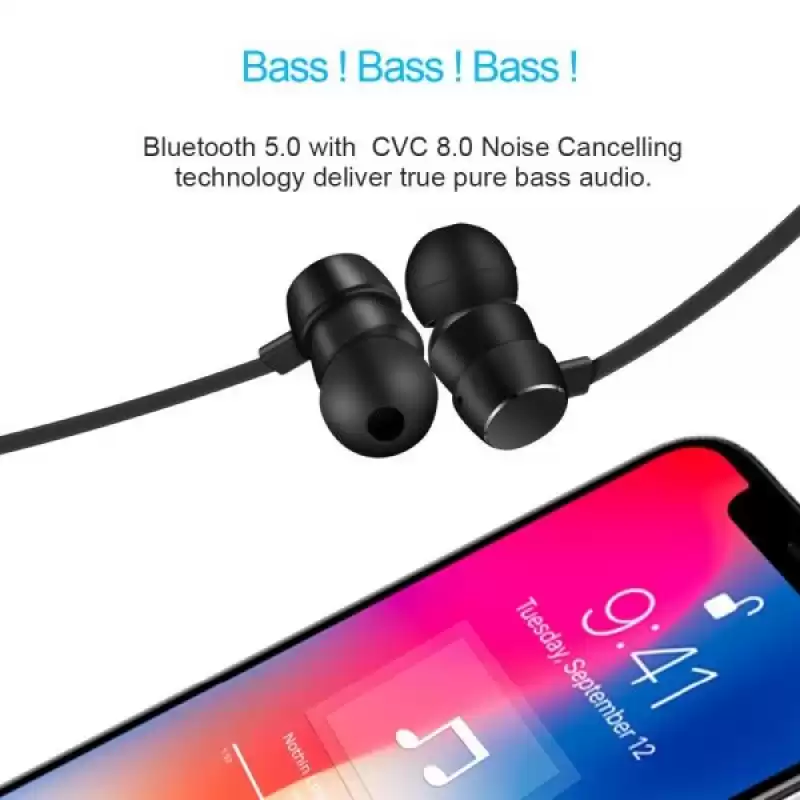 Bass ! Bass ! Bass !
Bluetooth 5.0 with  CVC 8.0 Noise Cancelling
technology deliver true pure bass audio.
9:41
Tuesday, September 12
Nothin